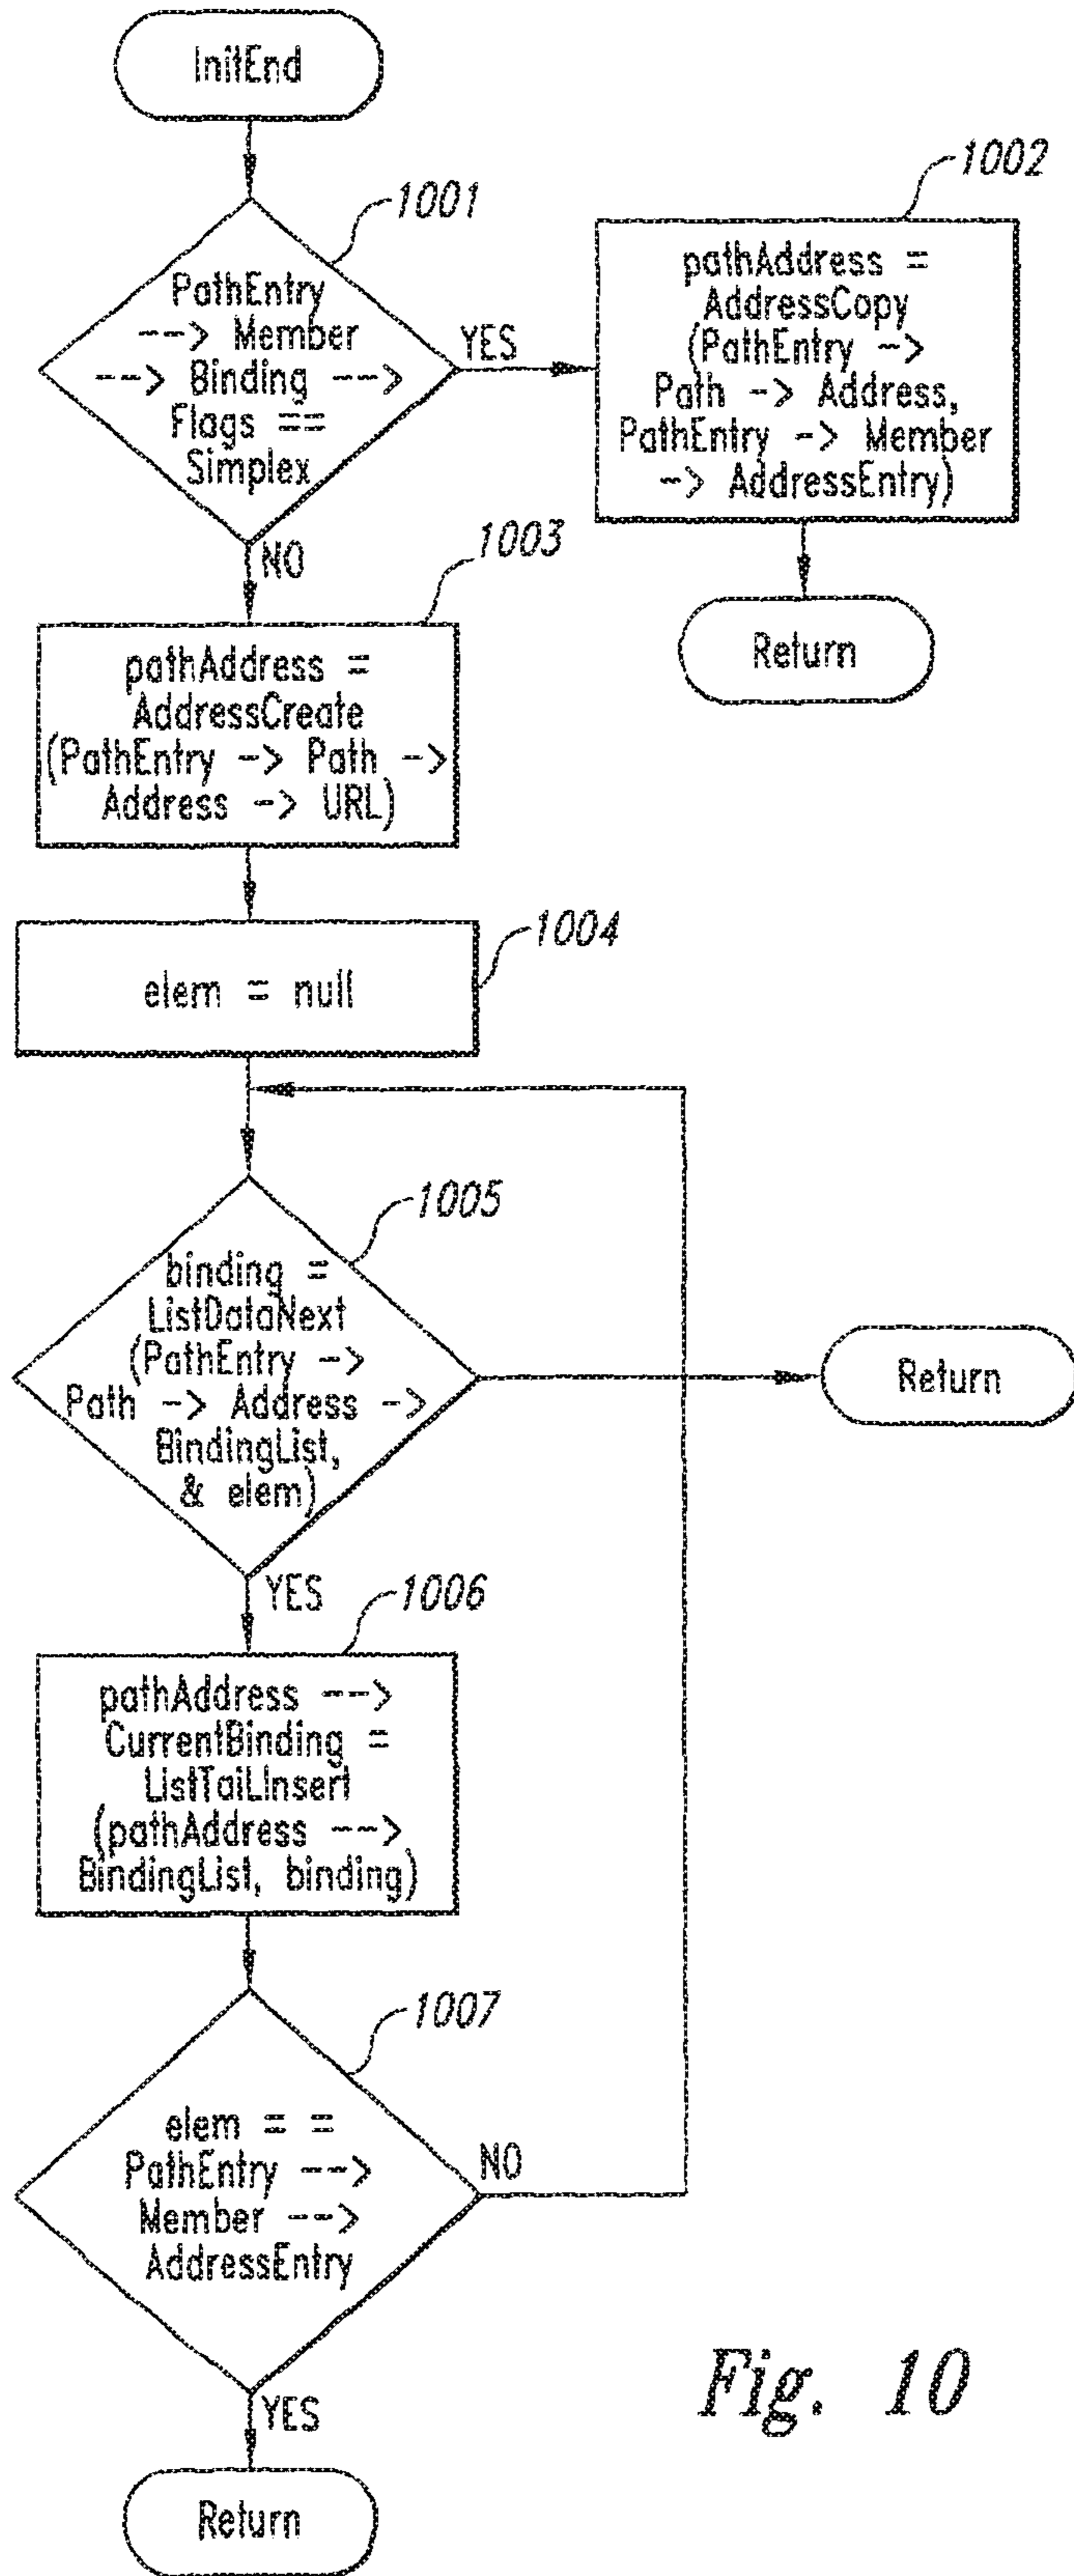 InitEnd
1001
PathEntry
--> Member
--> Binding -->
Flags ==
Simplex
YES
NO
1002
pathAddress =
AddressCopy
(PathEntry ->
Path -> Address,
PathEntry -> Member
-> AddressEntry)
Return
1003
pathAddress =
AddressCreate
(PathEntry -> Path ->
Address -> URL)
1004
elem = null
1005
binding =
ListDataNext
(PathEntry ->
Path -> Address ->
BindingList,
& elem)
YES
Return
1006
pathAddress -->
CurrentBinding =
ListTailInsert
(pathAddress -->
BindingList, binding)
1007
elem = =
PathEntry -->
Member -->
AddressEntry
NO
YES
Return
Fig. 10